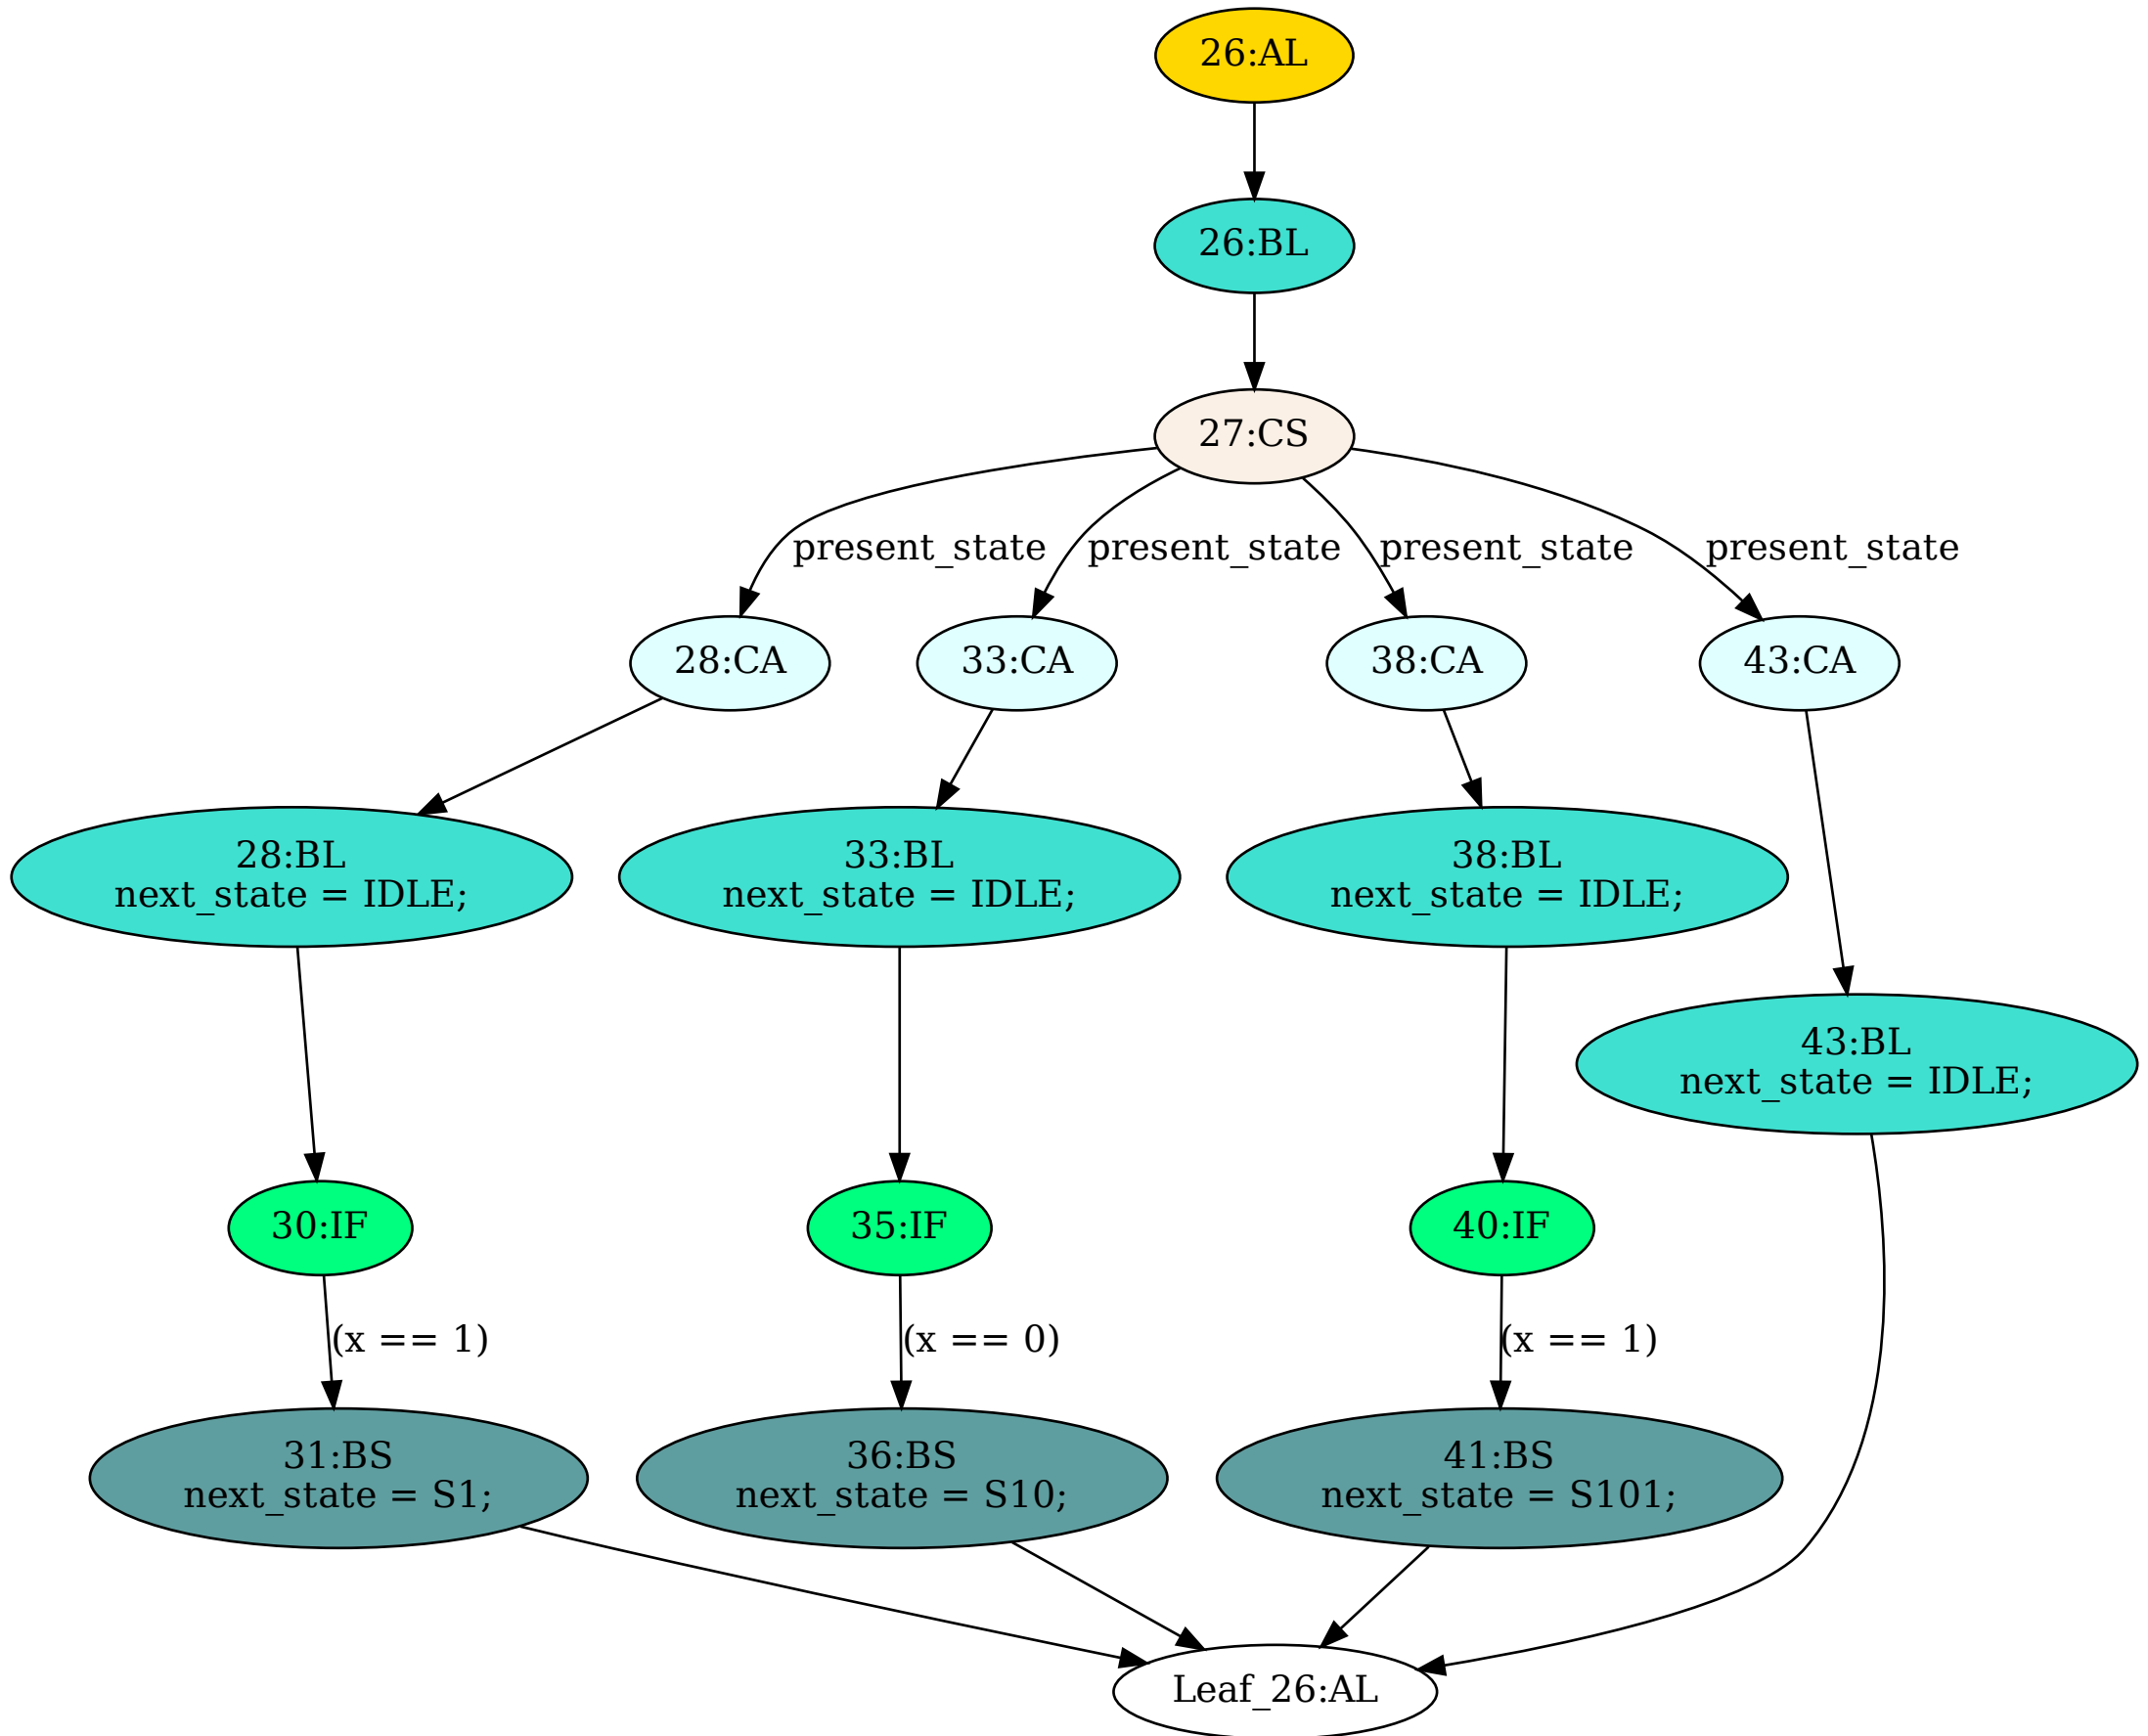 26:AL
26:BL
27:CS
present_state
present_state
present_state
present_state
28:CA
33:CA
38:CA
43:CA
28:BL
next_state = IDLE;
33:BL
next_state = IDLE;
38:BL
next_state = IDLE;
43:BL
next_state = IDLE;
30:IF
35:IF
40:IF
(x == 1)
(x == 0)
(x == 1)
31:BS
next_state = S1;
36:BS
next_state = S10;
41:BS
next_state = S101;
Leaf_26:AL